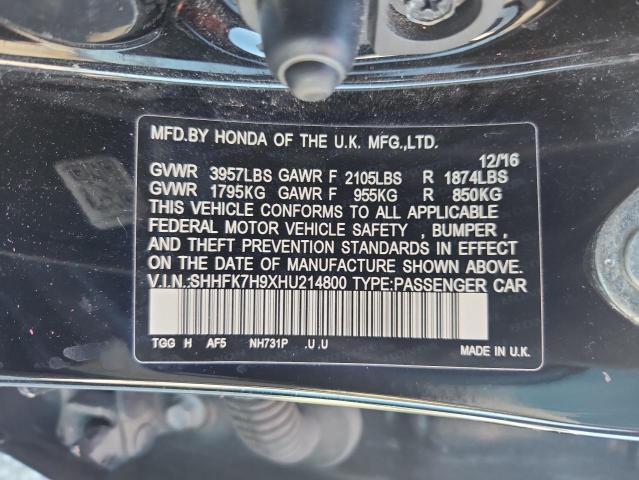 MFD.BY HONDA OF THE U.K. MFG.,LTD.
12/16
GVWR 3957LBS GAWR F 2105LBS R 1874LBS
GVWR 1795KG GAWR F 955KG R 850KG
THIS VEHICLE CONFORMS TO ALL APPLICABLE
FEDERAL MOTOR VEHICLE SAFETY , BUMPER ,
AND THEFT PREVENTION STANDARDS IN EFFECT
ON THE DATE OF MANUFACTURE SHOWN ABOVE.
V.I.N.:SHHFK7H9XHU214800 TYPE:PASSENGER CAR
TGG H AF5 NH731P .U .U MADE IN U.K.